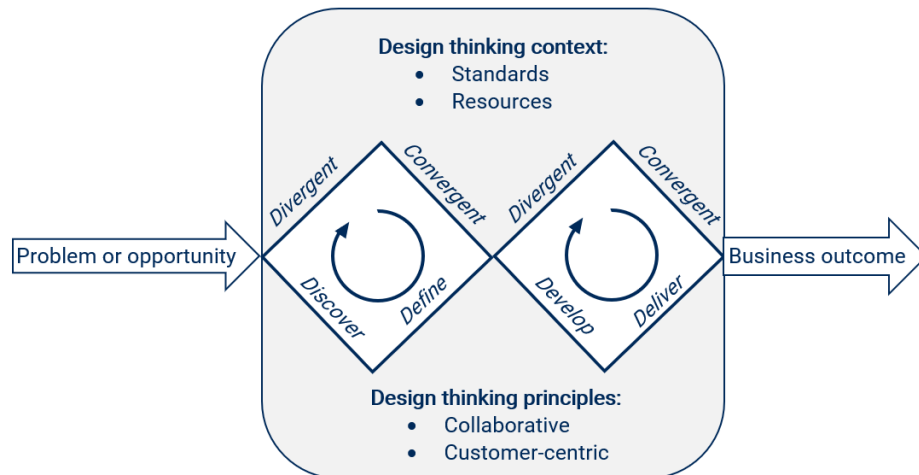 Design thinking context:
• Standards
• Resources
Divergent
Convergent
Divergent
Convergent
Problem or opportunity
Business outcome
Discover
Define
Develop
Deliver
Design thinking principles:
• Collaborative
• Customer-centric